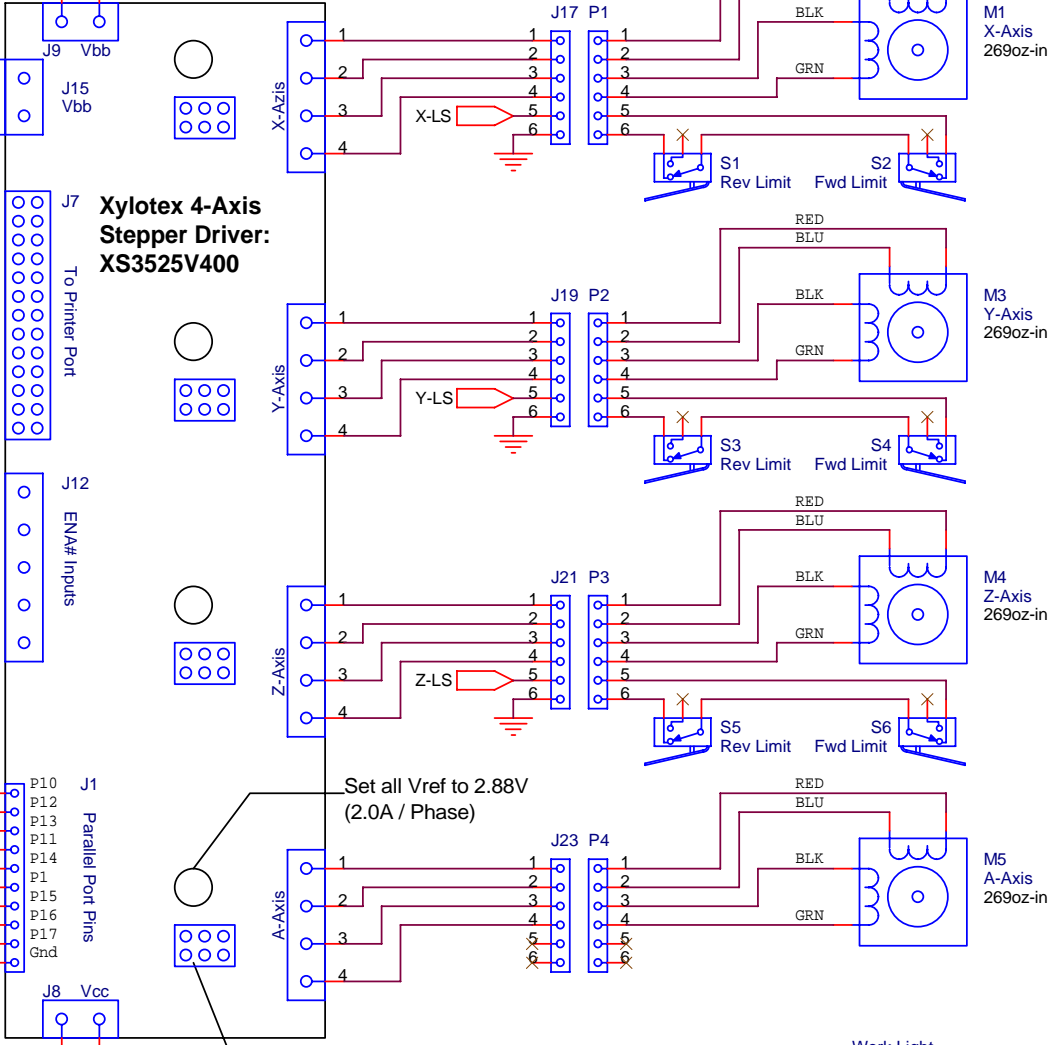 J17 P1
BLK
M1
X-Axis
269oz-in
GRN
J9 Vbb
J15
Vbb
X-Azis
1
2
3
4
1
2
3
4
5
6
1
2
3
4
5
6
X-LS
S1
Rev Limit
S2
Fwd Limit
J7
To Printer Port
Xylotex 4-Axis
Stepper Driver:
XS3525V400
RED
BLU
J19 P2
BLK
M3
Y-Axis
269oz-in
GRN
Y-Axis
1
2
3
4
1
2
3
4
5
6
1
2
3
4
5
6
Y-LS
S3
Rev Limit
S4
Fwd Limit
J12
ENA# Inputs
RED
BLU
J21 P3
BLK
M4
Z-Axis
269oz-in
GRN
Z-Axis
1
2
3
4
1
2
3
4
5
6
1
2
3
4
5
6
Z-LS
S5
Rev Limit
S6
Fwd Limit
Set all Vref to 2.88V
(2.0A / Phase)
J1
Parallel Port Pins
P10
P12
P13
P11
P14
P1
P15
P16
P17
Gnd
RED
BLU
J23 P4
BLK
M5
A-Axis
269oz-in
GRN
A-Axis
1
2
3
4
1
2
3
4
5
6
1
2
3
4
5
6
J8 Vcc
Work Light